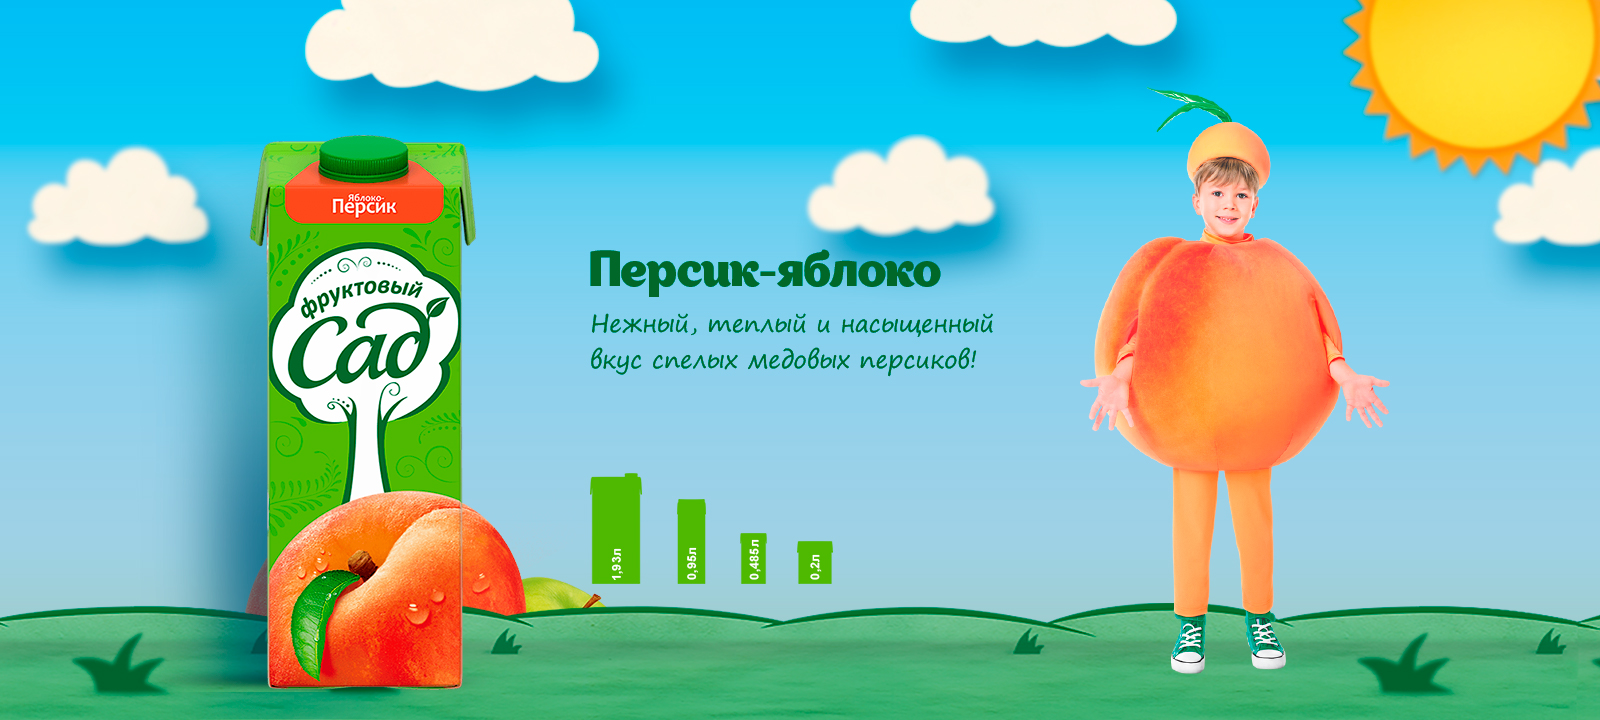 Яблоко-
Персик
фруктовый
Сад
Персик-яблоко
Нежный, теплый и насыщенный
вкус спелых медовых персиков!
1,93л
0,95л
0,485л
0,2л